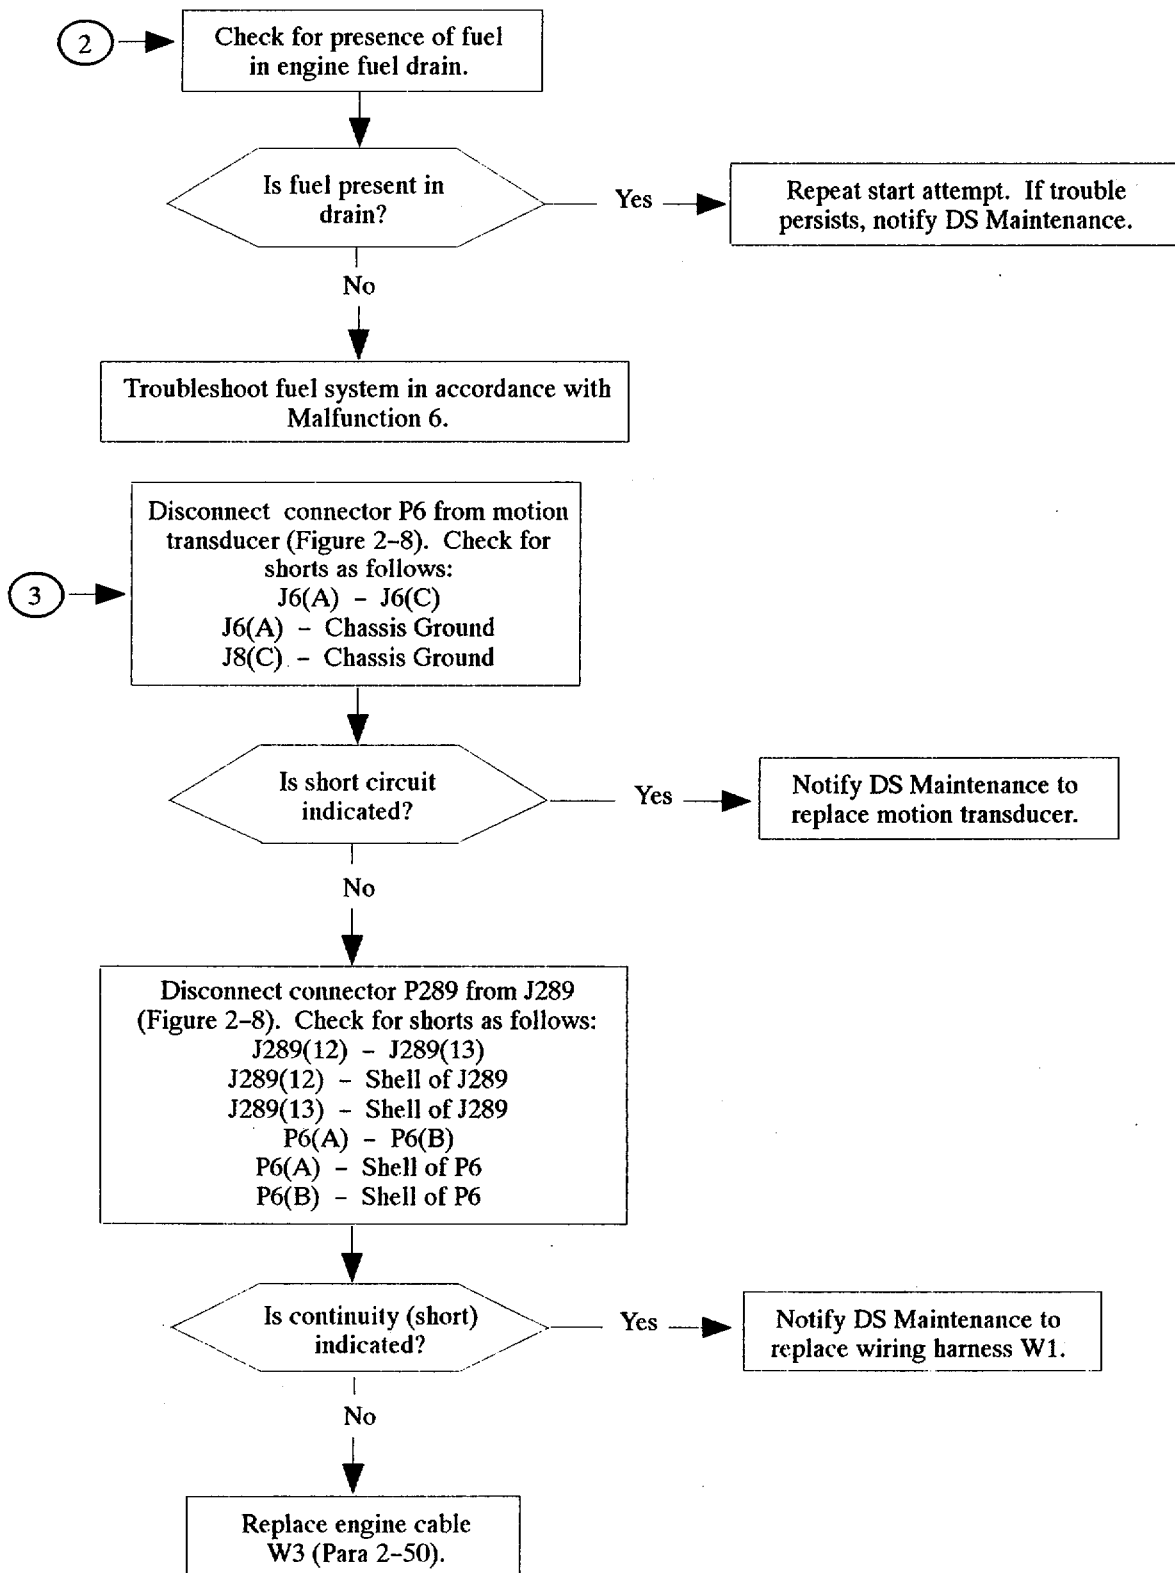 2
Check for presence of fuel
in engine fuel drain.
Is fuel present in
drain?
Yes
Repeat start attempt. If trouble
persists, notify DS Maintenance.
No
Troubleshoot fuel system in accordance with
Malfunction 6.
3
Disconnect connector P6 from motion
transducer (Figure 2–8). Check for
shorts as follows:
J6(A) – J6(C)
J6(A) – Chassis Ground
J8(C) – Chassis Ground
Is short circuit
indicated?
Yes
Notify DS Maintenance to
replace motion transducer.
No
Disconnect connector P289 from J289
(Figure 2–8). Check for shorts as follows:
J289(12) – J289(13)
J289(12) – Shell of J289
J289(13) – Shell of J289
P6(A) – P6(B)
P6(A) – Shell of P6
P6(B) – Shell of P6
Is continuity (short)
indicated?
Yes
Notify DS Maintenance to
replace wiring harness W1.
No
Replace engine cable
W3 (Para 2–50).